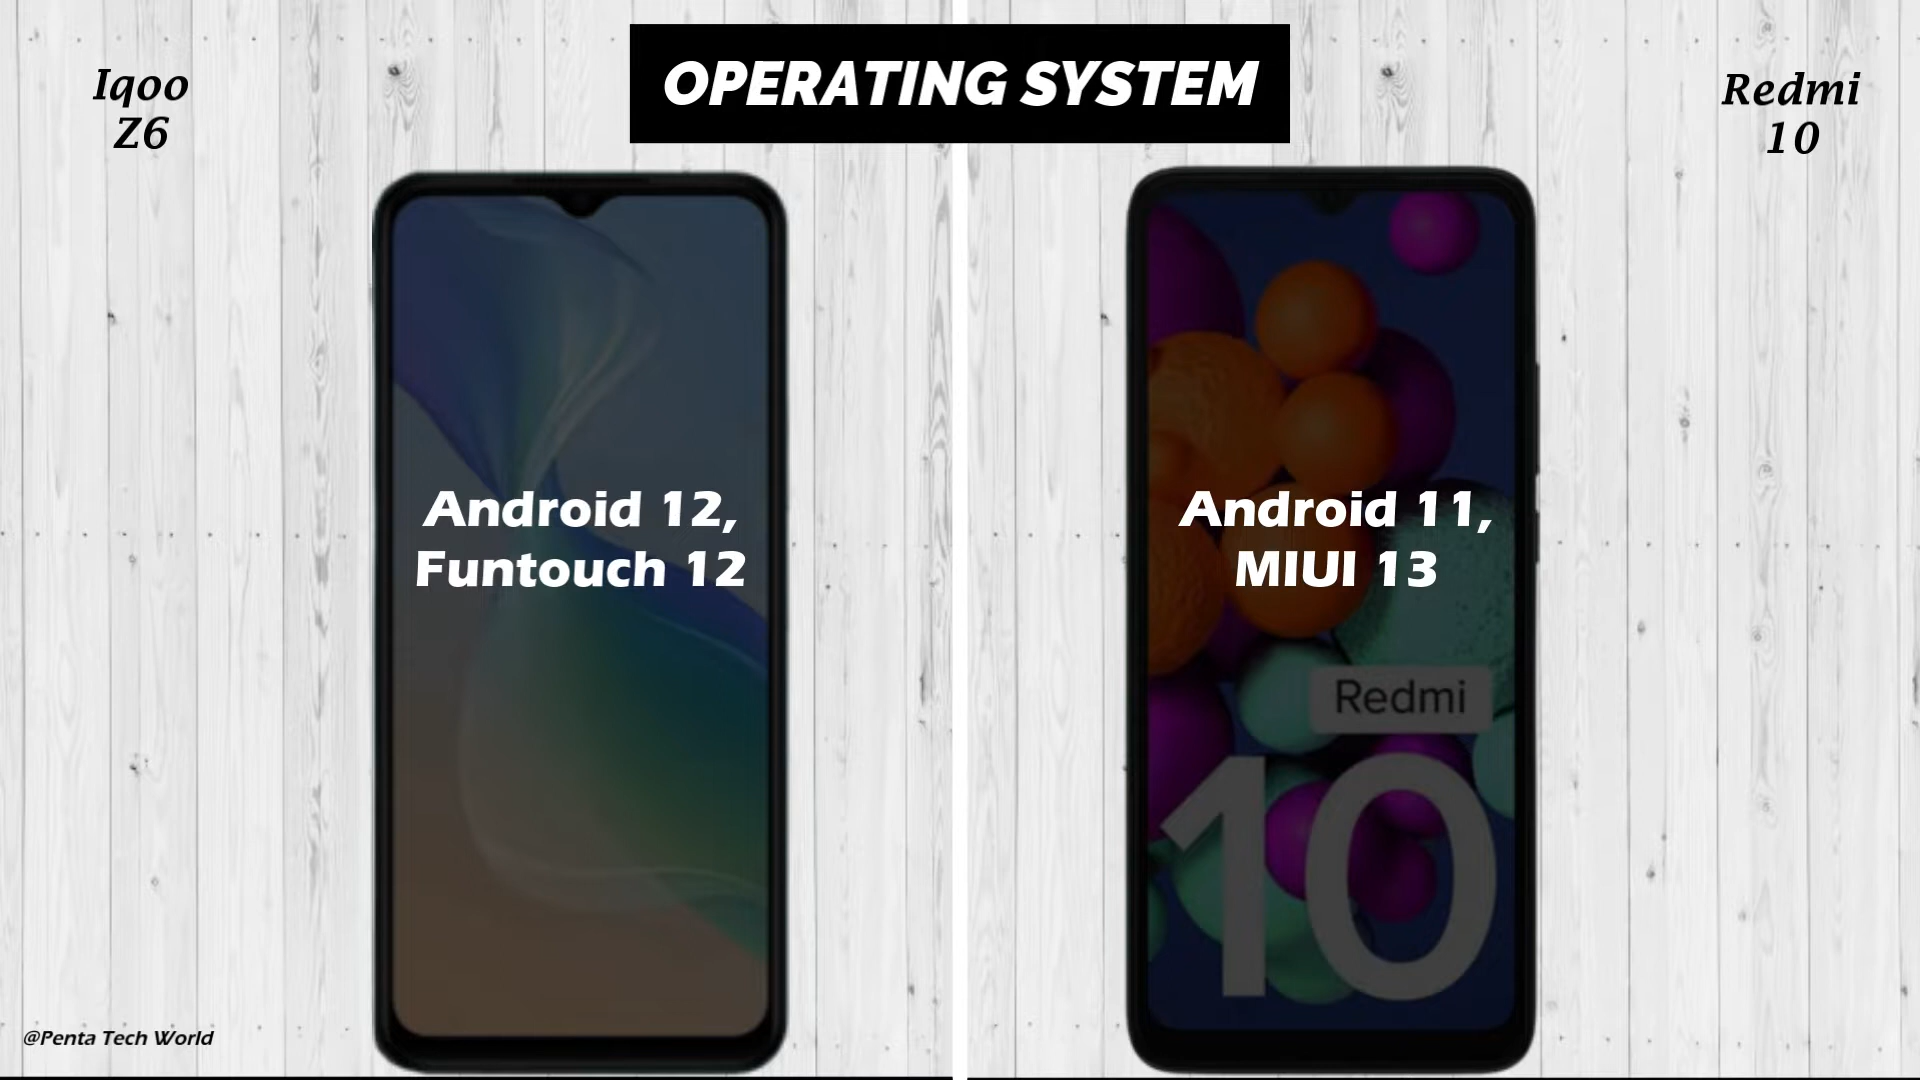 OPERATING SYSTEM
Iqoo
Z6
Redmi
10
Android 12,
Funtouch 12
Android 11,
MIUI 13
Redmi
10
@Penta Tech World